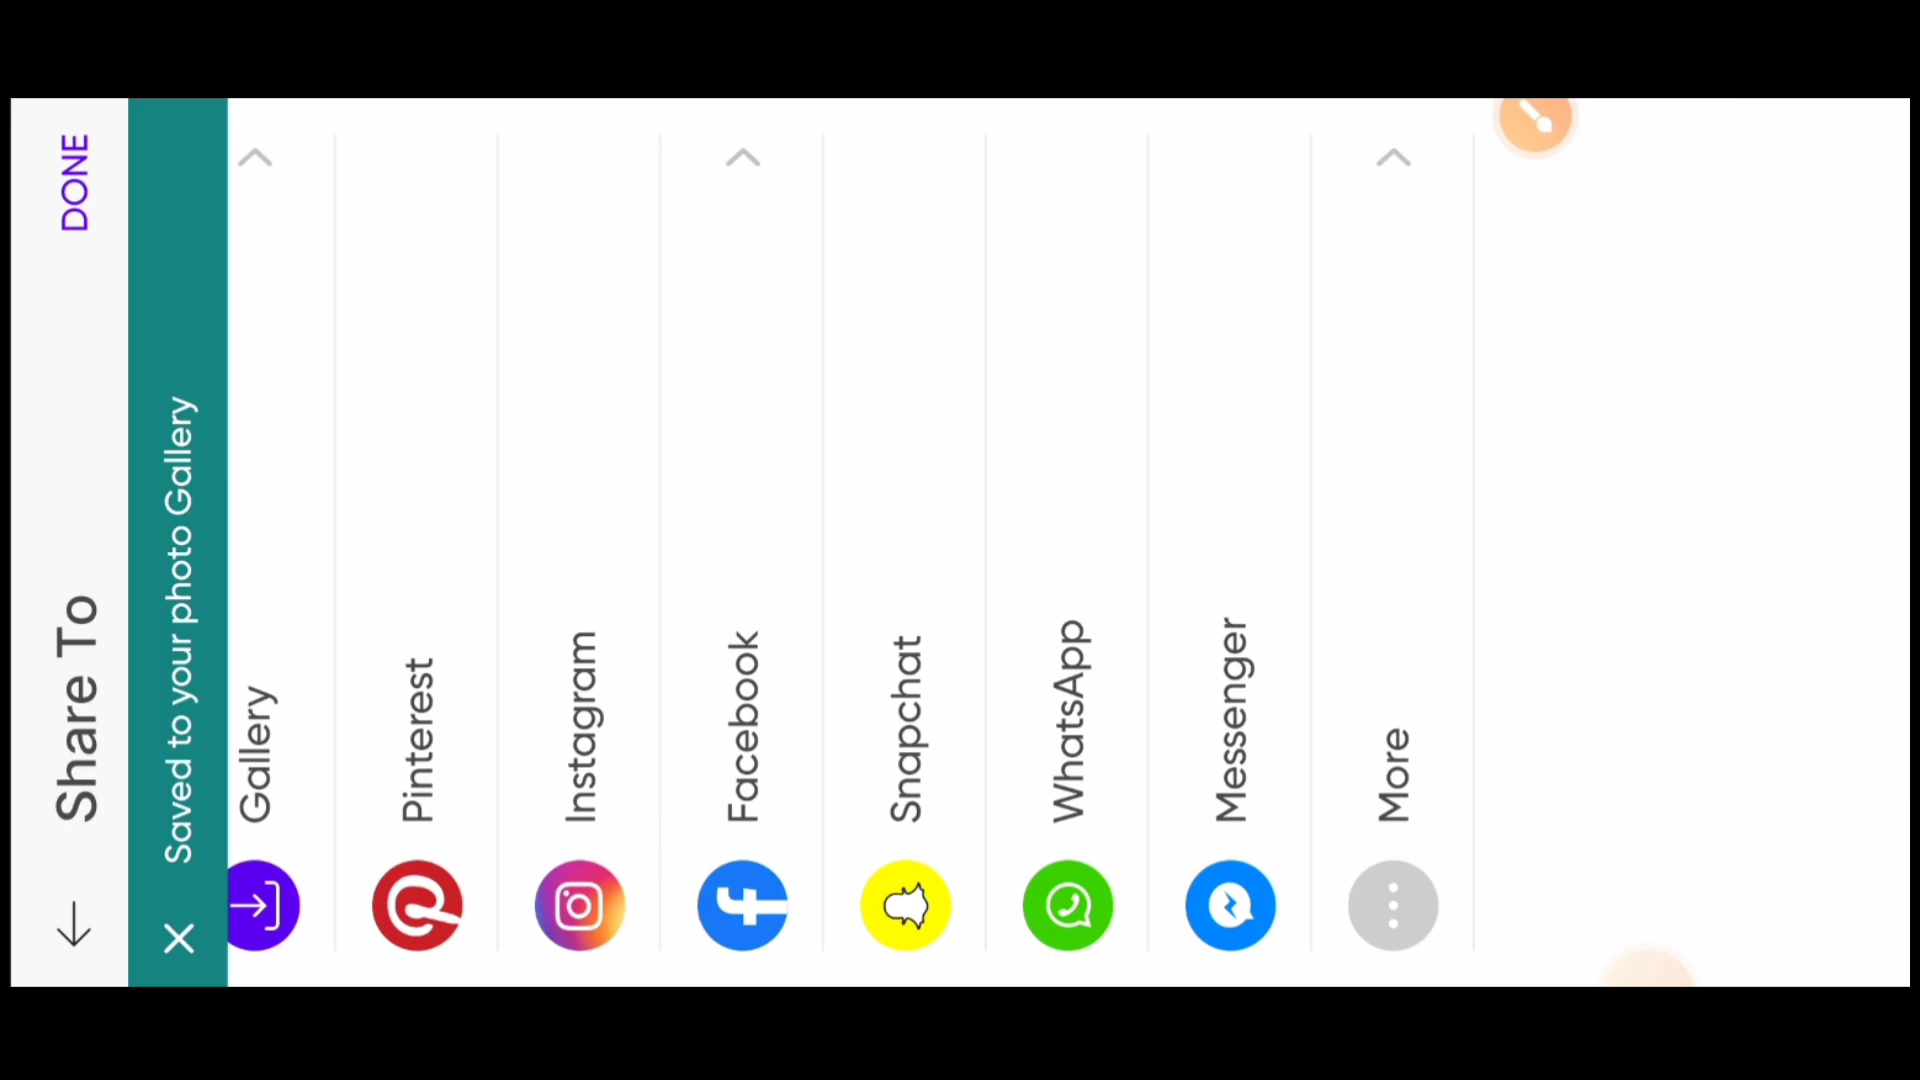 Share To
DONE
Saved to your photo Gallery
Gallery
Pinterest
Instagram
Facebook
Snapchat
WhatsApp
Messenger
More